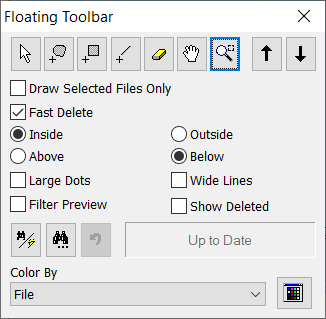 Floating Toolbar
Draw Selected Files Only
Fast Delete
Inside
Outside
Above
Below
Large Dots
Wide Lines
Filter Preview
Show Deleted
Up to Date
Color By
File